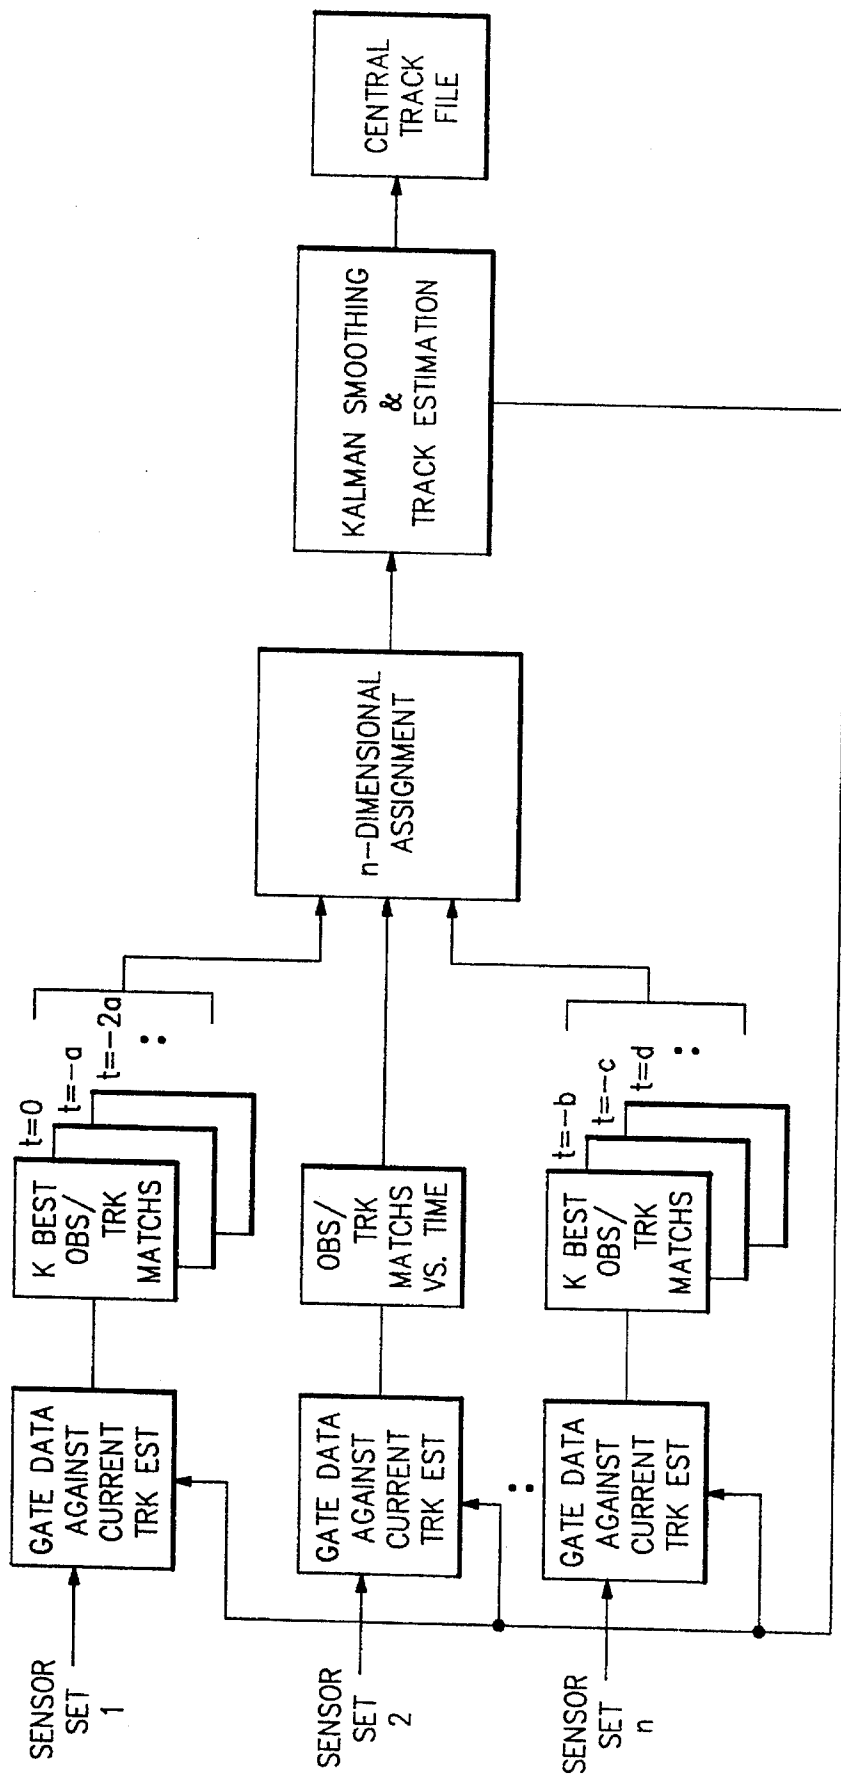 SENSOR
SET
1
GATE DATA
AGAINST
CURRENT
TRK EST
K BEST
OBS/
TRK
MATCHS
t=0
t=-a
t=-2a
SENSOR
SET
2
GATE DATA
AGAINST
CURRENT
TRK EST
OBS/
TRK
MATCHS
VS. TIME
SENSOR
SET
n
GATE DATA
AGAINST
CURRENT
TRK EST
K BEST
OBS/
TRK
MATCHS
t=-b
t=-c
t=d
n-DIMENSIONAL
ASSIGNMENT
KALMAN SMOOTHING
&
TRACK ESTIMATION
CENTRAL
TRACK
FILE